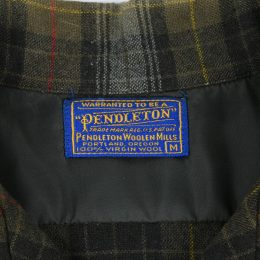 WARRANTED TO BE A
"PENDLETON"
TRADE MARK REG. U.S. PAT. OFF.
PENDLETON WOOLEN MILLS
PORTLAND, OREGON
100% VIRGIN WOOL M